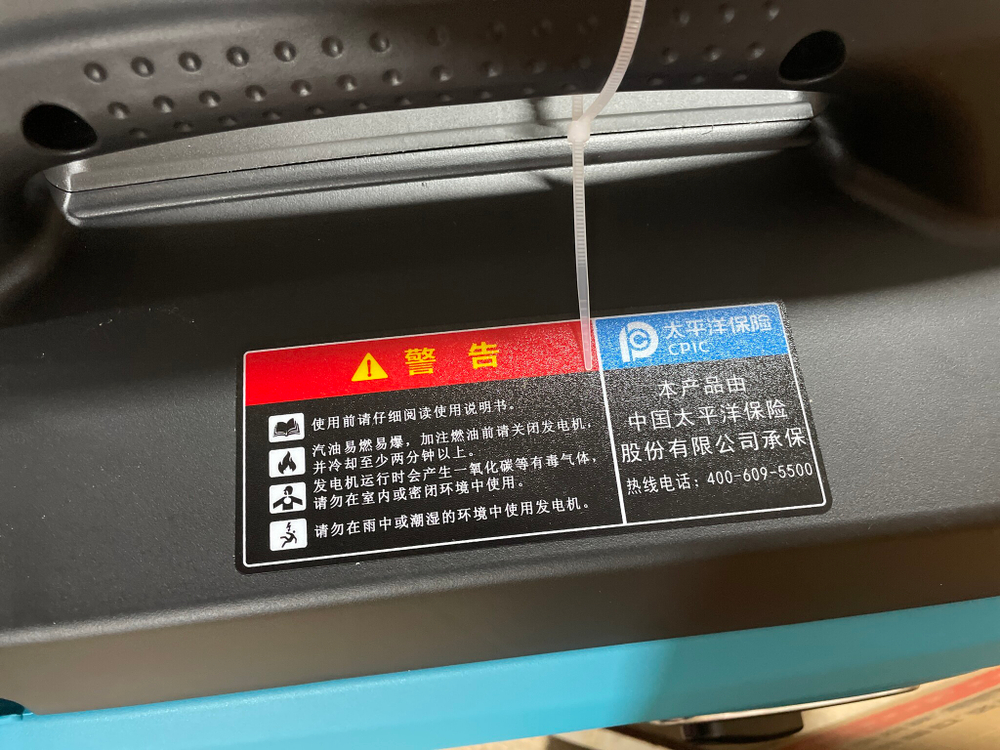 警告
使用前请仔细阅读使用说明书。
汽油易燃易爆，加注燃油前请关闭发电机，
并冷却至少两分钟以上。
发电机运行时会产生一氧化碳等有毒气体，
请勿在室内或密闭环境中使用。
请勿在雨中或潮湿的环境中使用发电机。
太平洋保险
CPIC
本产品由
中国太平洋保险
股份有限公司承保
热线电话：400-609-5500